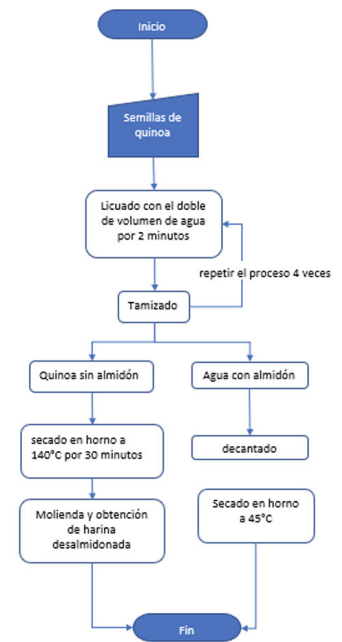 Inicio
Semillas de
quinoa
Licuado con el doble
de volumen de agua
por 2 minutos
repetir el proceso 4 veces
Tamizado
Quinoa sin almidón
Agua con almidón
secado en horno a
140°C por 30 minutos
decantado
Molienda y obtención
de harina
desalmidonada
Secado en horno
a 45°C
Fin